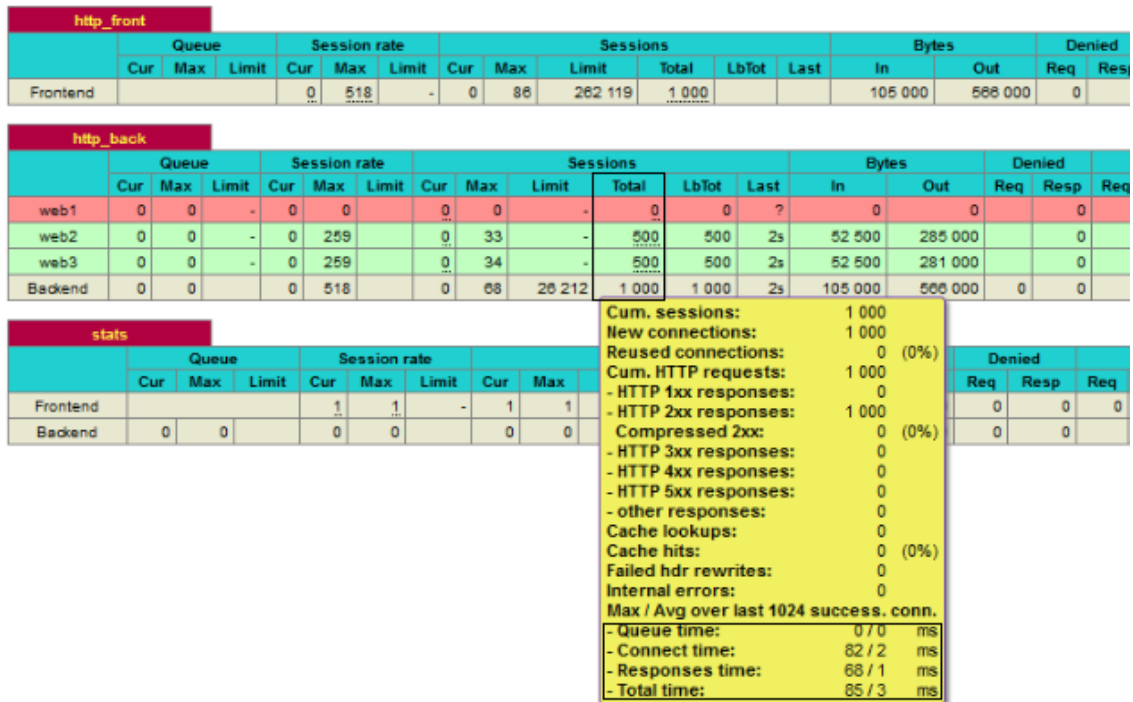 http_front
Queue Session rate Sessions Bytes Denied
Cur Max Limit Cur Max Limit Cur Max Limit Total LbTot Last In Out Req Resp
Frontend 0 518 - 0 86 262 119 1 000 105 000 566 000 0
http_back
Queue Session rate Sessions Bytes Denied
Cur Max Limit Cur Max Limit Cur Max Limit Total LbTot Last In Out Req Resp Req
web1 0 0 - 0 0 0 0 - 0 0 ? 0 0 0
web2 0 0 - 0 259 0 33 - 500 500 2s 52 500 285 000 0
web3 0 0 - 0 259 0 34 - 500 500 2s 52 500 281 000 0
Backend 0 0 0 518 0 68 26 212 1 000 1 000 2s 105 000 566 000 0 0
stats
Queue Session rate Denied
Cur Max Limit Cur Max Limit Cur Max Req Resp Req
Frontend 1 1 - 1 1 0 0 0
Backend 0 0 0 0 0 0 0 0
Cum. sessions: 1 000
New connections: 1 000
Reused connections: 0 (0%)
Cum. HTTP requests: 1 000
- HTTP 1xx responses: 0
- HTTP 2xx responses: 1 000
Compressed 2xx: 0 (0%)
- HTTP 3xx responses: 0
- HTTP 4xx responses: 0
- HTTP 5xx responses: 0
- other responses: 0
Cache lookups: 0
Cache hits: 0 (0%)
Failed hdr rewrites: 0
Internal errors: 0
Max / Avg over last 1024 success. conn.
- Queue time: 0 / 0 ms
- Connect time: 82 / 2 ms
- Responses time: 68 / 1 ms
- Total time: 85 / 3 ms